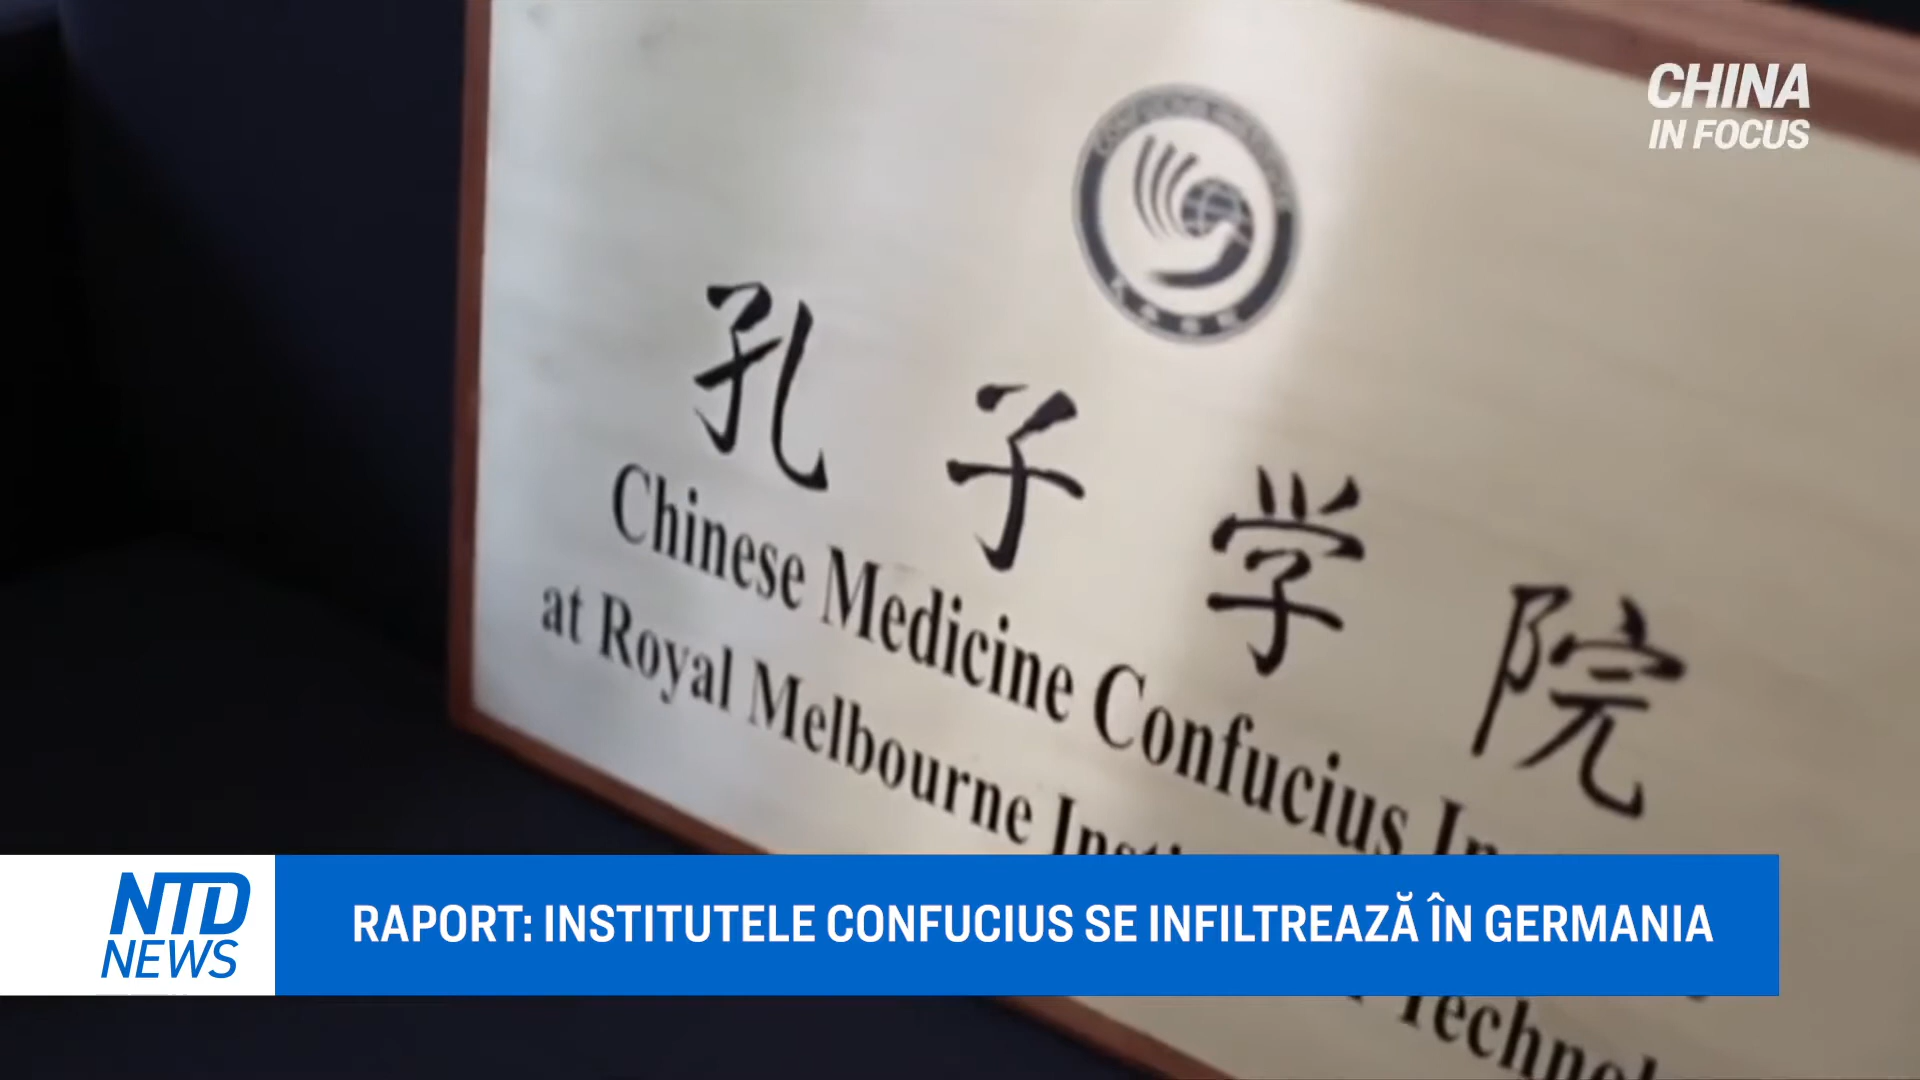 CHINA
IN FOCUS
孔子学院
Chinese Medicine Confucius
at Royal Melbourne
NTD
NEWS
RAPORT: INSTITUTELE CONFUCIUS SE INFILTREAZĂ ÎN GERMANIA